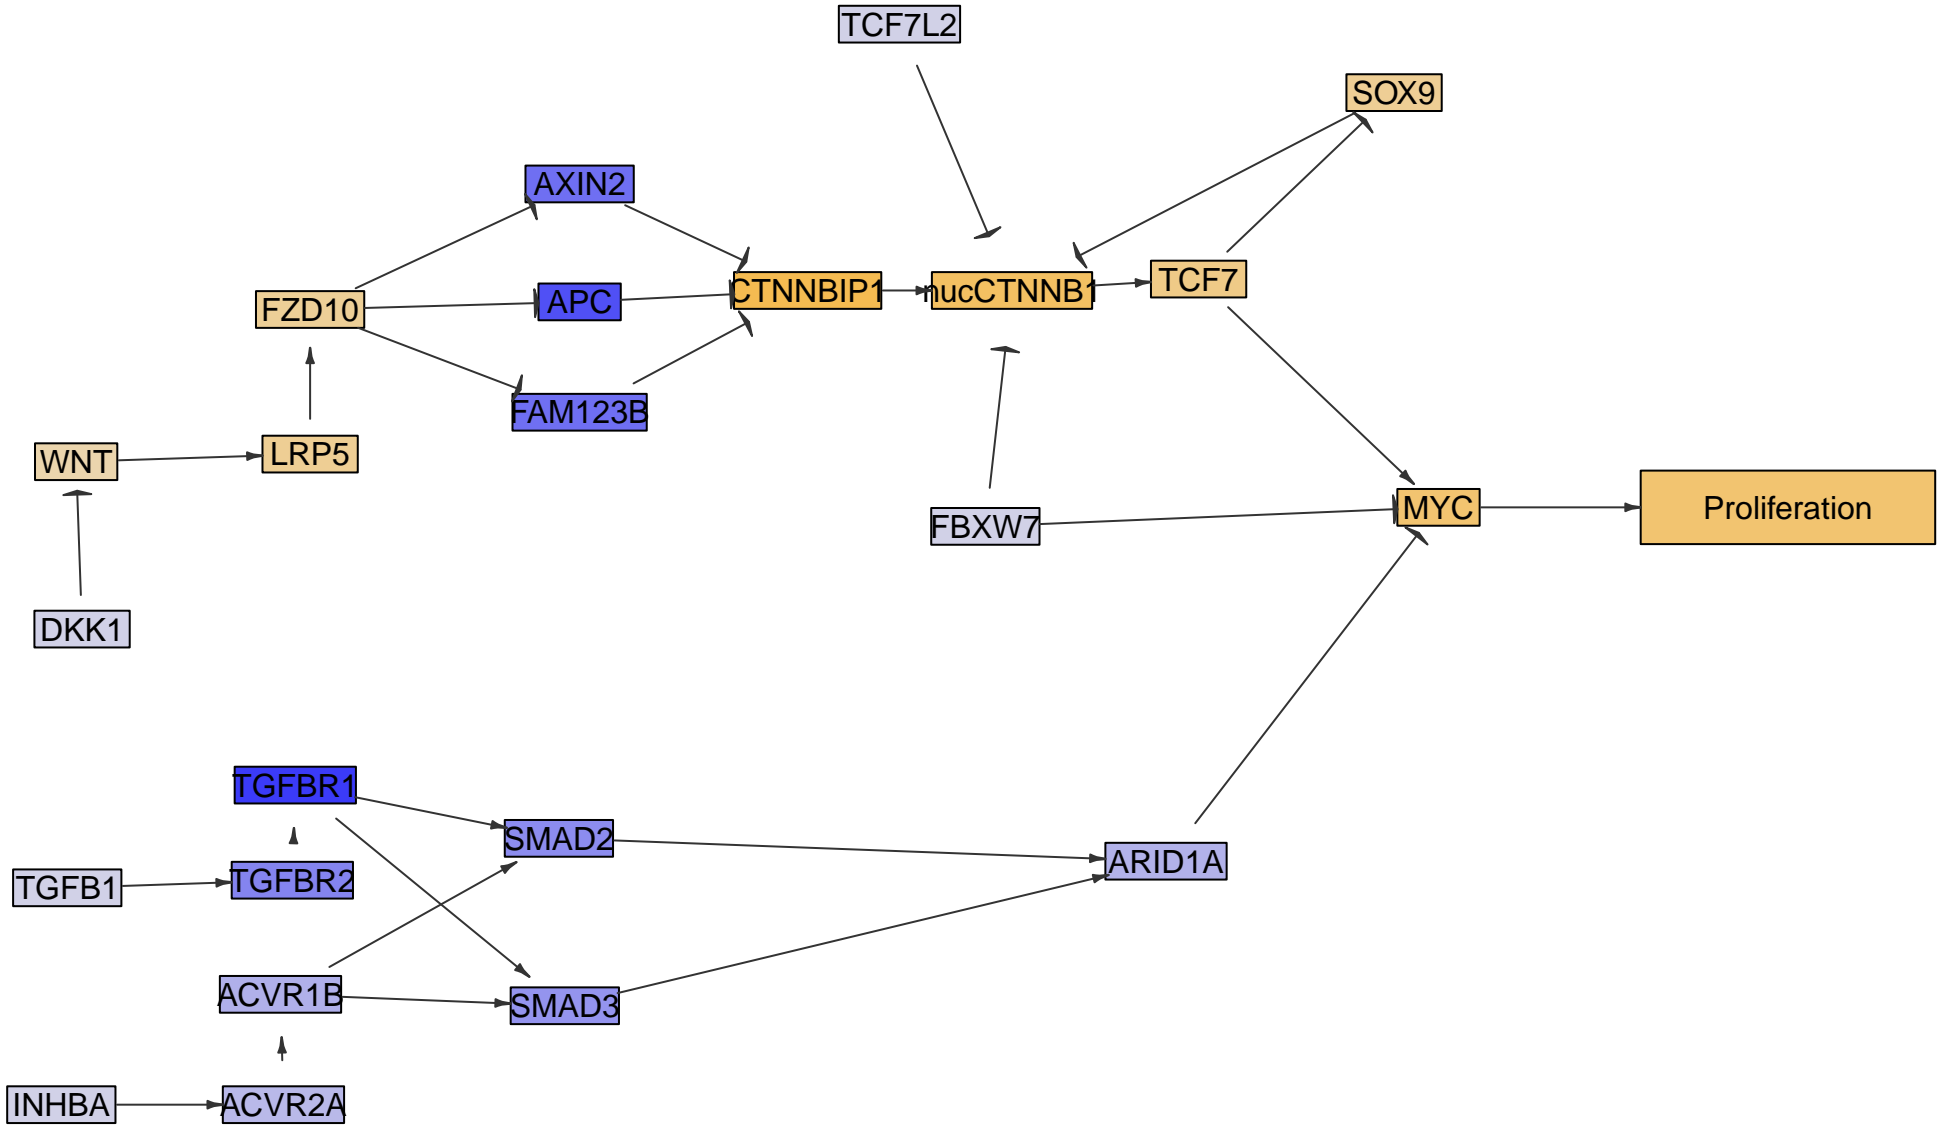 TCF7L2
SOX9
AXIN2
TCF7
CTNNBIP1
nucCTNNB1
APC
FZD10
FAM123B
LRP5
WNT
MYC
Proliferation
FBXW7
DKK1
TGFBR1
SMAD2
ARID1A
TGFBR2
TGFB1
ACVR1B
SMAD3
INHBA
ACVR2A